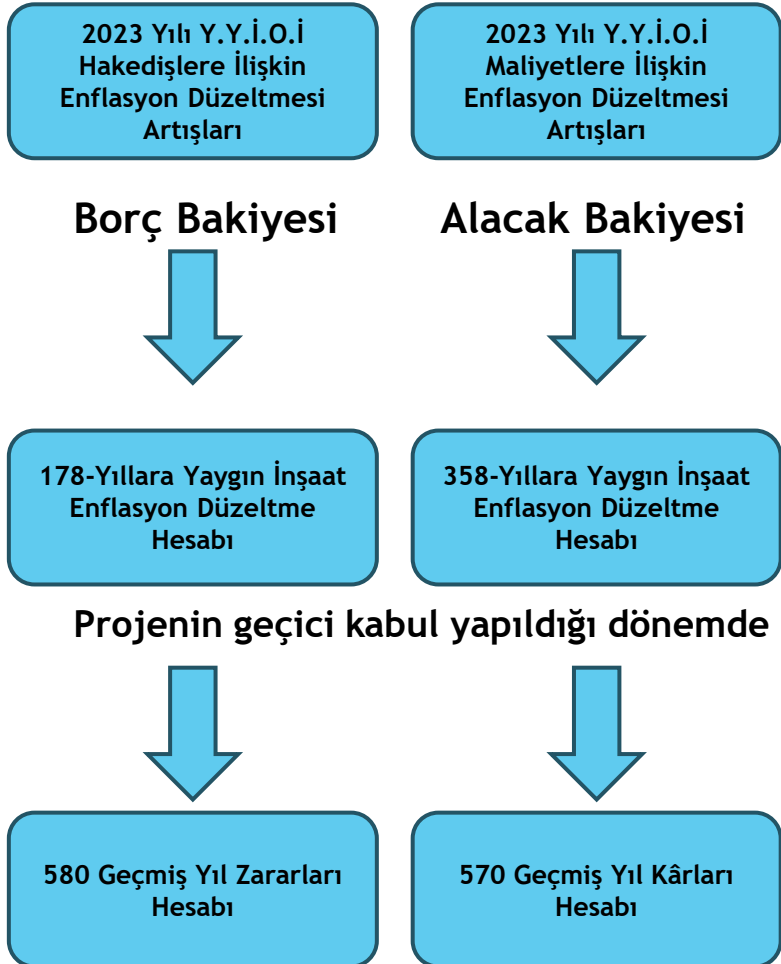 2023 Yılı Y.Y.İ.O.İ
Hakedişlere İlişkin
Enflasyon Düzeltmesi
Artışları
2023 Yılı Y.Y.İ.O.İ
Maliyetlere İlişkin
Enflasyon Düzeltmesi
Artışları
Borç Bakiyesi
Alacak Bakiyesi
178-Yıllara Yaygın İnşaat
Enflasyon Düzeltme
Hesabı
358-Yıllara Yaygın İnşaat
Enflasyon Düzeltme
Hesabı
Projenin geçici kabul yapıldığı dönemde
580 Geçmiş Yıl Zararları
Hesabı
570 Geçmiş Yıl Kârları
Hesabı